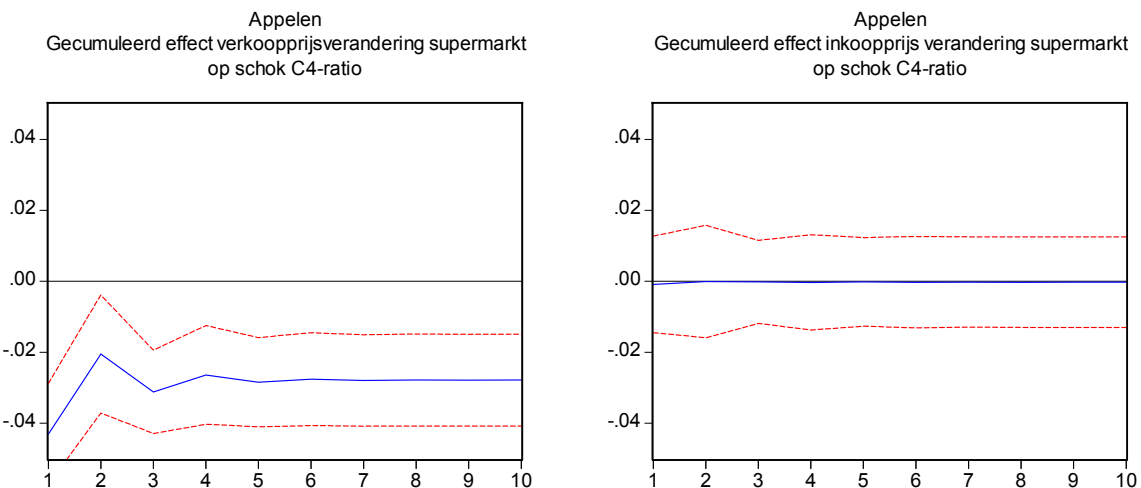 Appelen
Gecumuleerd effect verkoopprijsverandering supermarkt
op schok C4-ratio
.04
.02
.00
-.02
-.04
1 2 3 4 5 6 7 8 9 10
Appelen
Gecumuleerd effect inkoopprijs verandering supermarkt
op schok C4-ratio
.04
.02
.00
-.02
-.04
1 2 3 4 5 6 7 8 9 10